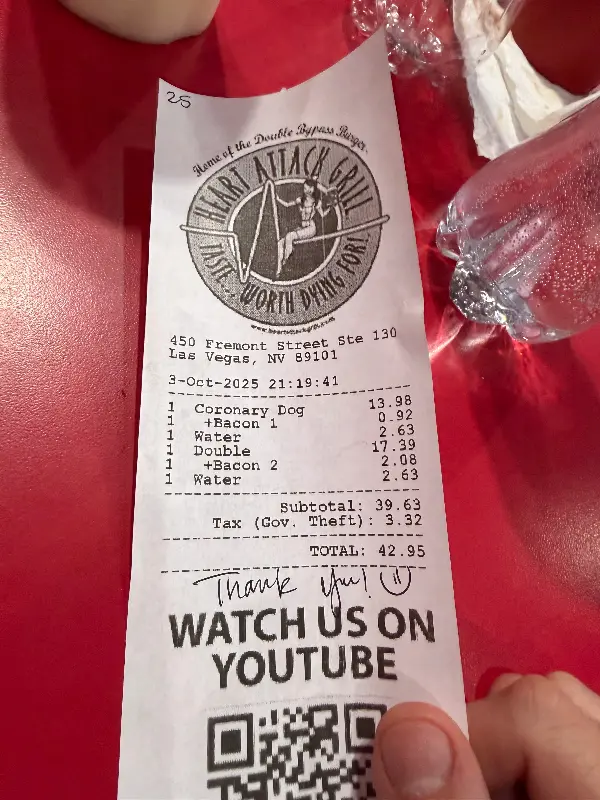 25
Home of the Double Bypass Burger
HEART ATTACK GRILL
TASTE... WORTH DYING FOR!
www.heartattackgrill.com
450 Fremont Street Ste 130
Las Vegas, NV 89101
3-Oct-2025 21:19:41
1 Coronary Dog 13.98
1 +Bacon 1 0.92
1 Water 2.63
1 Double 17.39
1 +Bacon 2 2.08
1 Water 2.63
Subtotal: 39.63
Tax (Gov. Theft): 3.32
TOTAL: 42.95
Thank you!
WATCH US ON
YOUTUBE